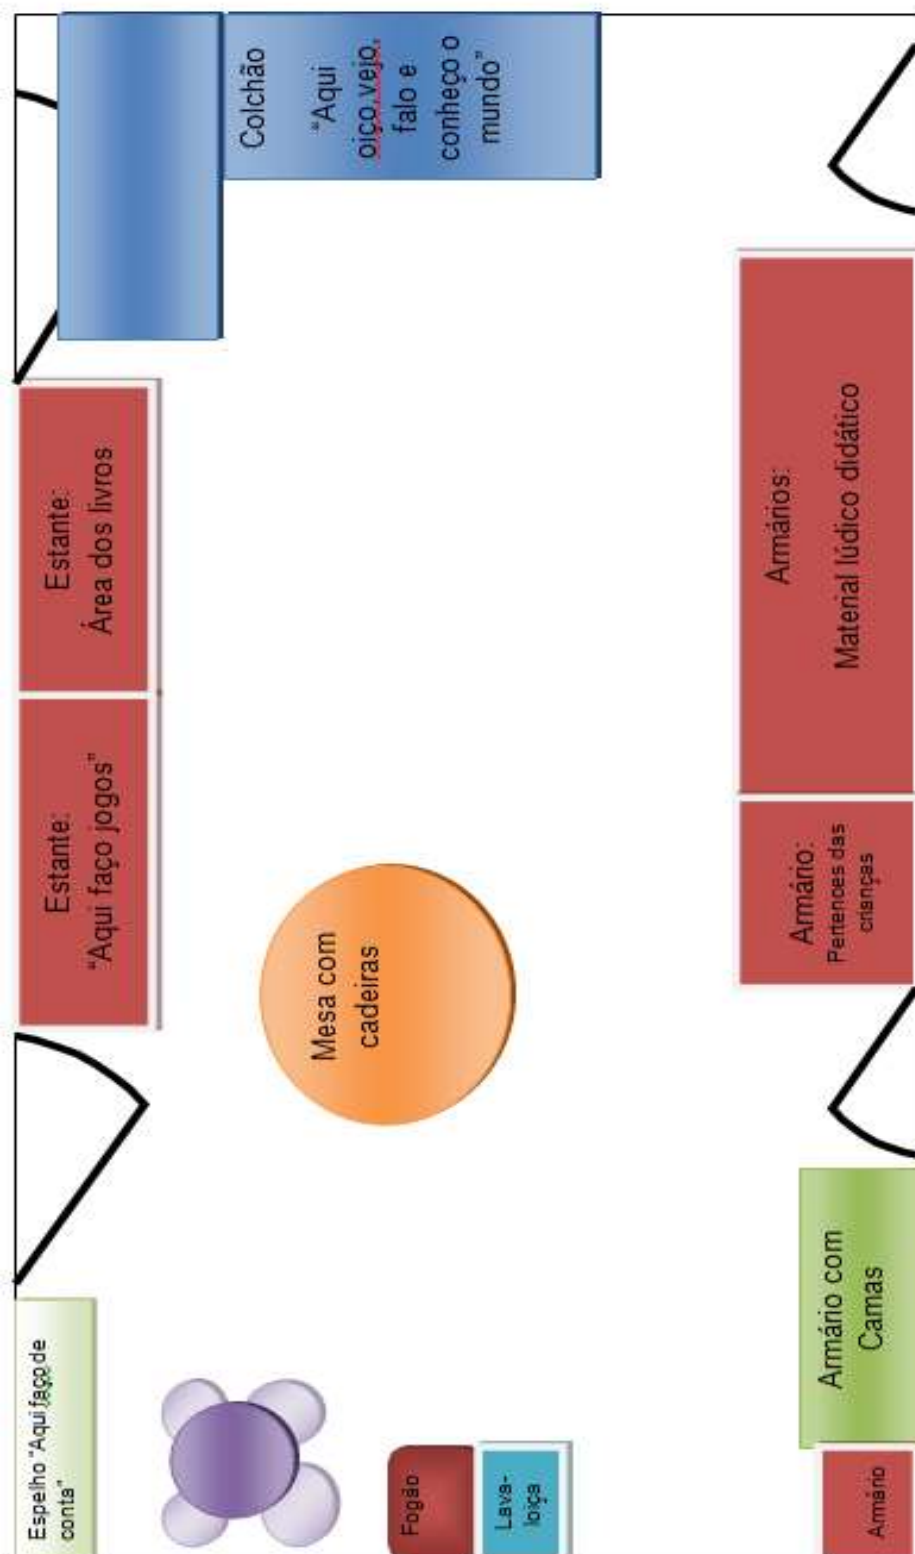 Espelho "Aqui faço de
conta"
Estante:
"Aqui faço jogos"
Estante:
Área dos livros
Colchão
"Aqui
oiço,vejo,
falo e
conheço o
mundo"
Mesa com
cadeiras
Fogão
Lava-
loiça
Armário
Armário com
Camas
Armário:
Pertences das
crianças
Armários:
Material lúdico didático